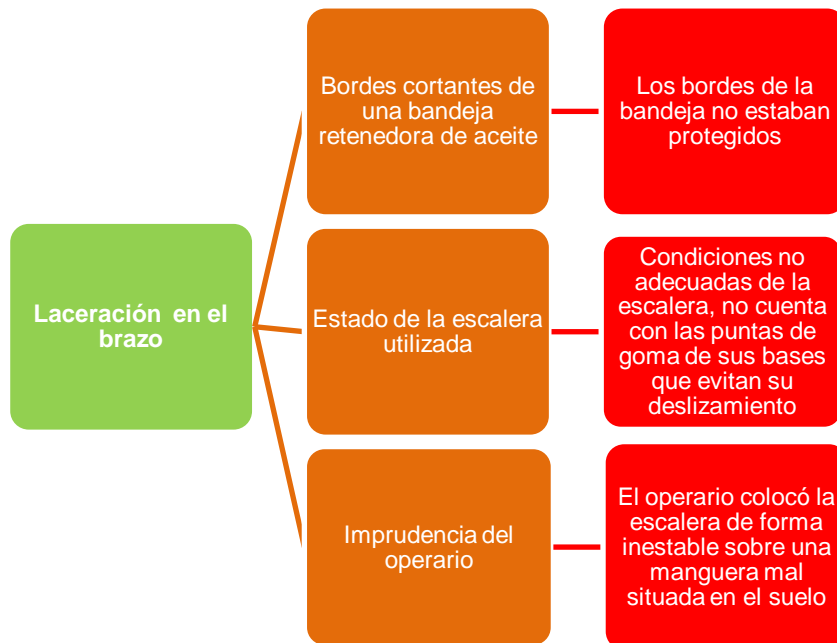 Bordes cortantes de
una bandeja
retenedora de aceite
Los bordes de la
bandeja no estaban
protegidos
Laceración en el
brazo
Estado de la escalera
utilizada
Condiciones no
adecuadas de la
escalera, no cuenta
con las puntas de
goma de sus bases
que evitan su
deslizamiento
Imprudencia del
operario
El operario colocó la
escalera de forma
inestable sobre una
manguera mal
situada en el suelo